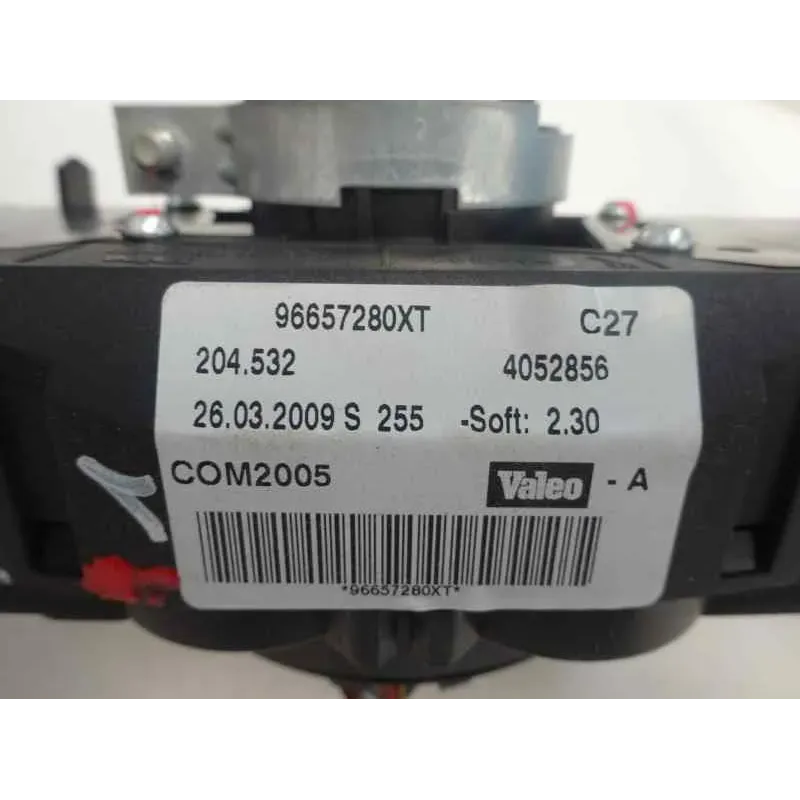 96657280XT C27
204.532 4052856
26.03.2009 S 255 -Soft: 2.30
COM2005 Valeo - A
*96657280XT*